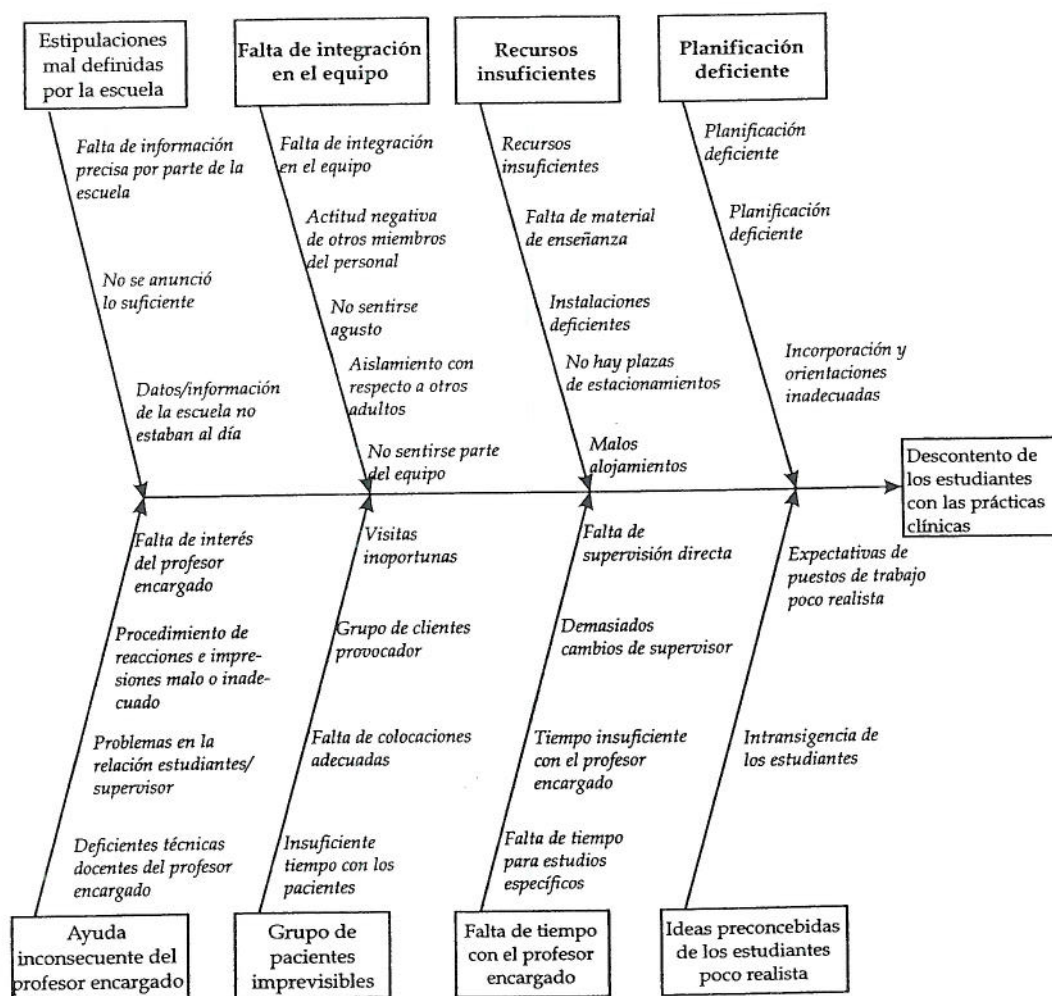 Estipulaciones
mal definidas
por la escuela
Falta de integración
en el equipo
Recursos
insuficientes
Planificación
deficiente
Falta de información
precisa por parte de la
escuela
No se anunció
lo suficiente
Datos/información
de la escuela no
estaban al día
Falta de integración
en el equipo
Actitud negativa
de otros miembros
del personal
No sentirse
agusto
Aislamiento con
respecto a otros
adultos
No sentirse parte
del equipo
Recursos
insuficientes
Falta de material
de enseñanza
Instalaciones
deficientes
No hay plazas
de estacionamientos
Malos
alojamientos
Planificación
deficiente
Planificación
deficiente
Incorporación y
orientaciones
inadecuadas
Descontento de
los estudiantes
con las prácticas
clínicas
Falta de interés
del profesor
encargado
Procedimiento de
reacciones e impre-
siones malo o inade-
cuado
Problemas en la
relación estudiantes/
supervisor
Deficientes técnicas
docentes del profesor
encargado
Visitas
inoportunas
Grupo de clientes
provocador
Falta de colocaciones
adecuadas
Insuficiente
tiempo con los
pacientes
Falta de
supervisión directa
Demasiados
cambios de supervisor
Tiempo insuficiente
con el profesor
encargado
Falta de tiempo
para estudios
específicos
Expectativas de
puestos de trabajo
poco realista
Intransigencia de
los estudiantes
Ayuda
inconsecuente del
profesor encargado
Grupo de
pacientes
imprevisibles
Falta de tiempo
con el profesor
encargado
Ideas preconcebidas
de los estudiantes
poco realista